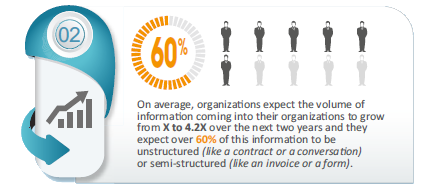 02
60%
On average, organizations expect the volume of
information coming into their organizations to grow
from X to 4.2X over the next two years and they
expect over 60% of this information to be
unstructured (like a contract or a conversation)
or semi-structured (like an invoice or a form).